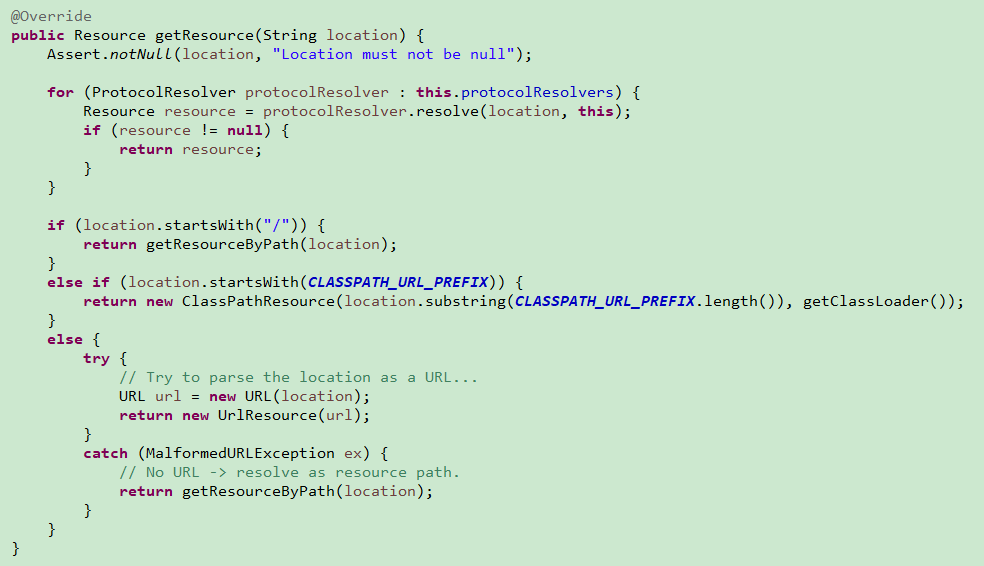 @Override
public Resource getResource(String location) {
    Assert.notNull(location, "Location must not be null");

    for (ProtocolResolver protocolResolver : this.protocolResolvers) {
        Resource resource = protocolResolver.resolve(location, this);
        if (resource != null) {
            return resource;
        }
    }

    if (location.startsWith("/")) {
        return getResourceByPath(location);
    }
    else if (location.startsWith(CLASSPATH_URL_PREFIX)) {
        return new ClassPathResource(location.substring(CLASSPATH_URL_PREFIX.length()), getClassLoader());
    }
    else {
        try {
            // Try to parse the location as a URL...
            URL url = new URL(location);
            return new UrlResource(url);
        }
        catch (MalformedURLException ex) {
            // No URL -> resolve as resource path.
            return getResourceByPath(location);
        }
    }
}